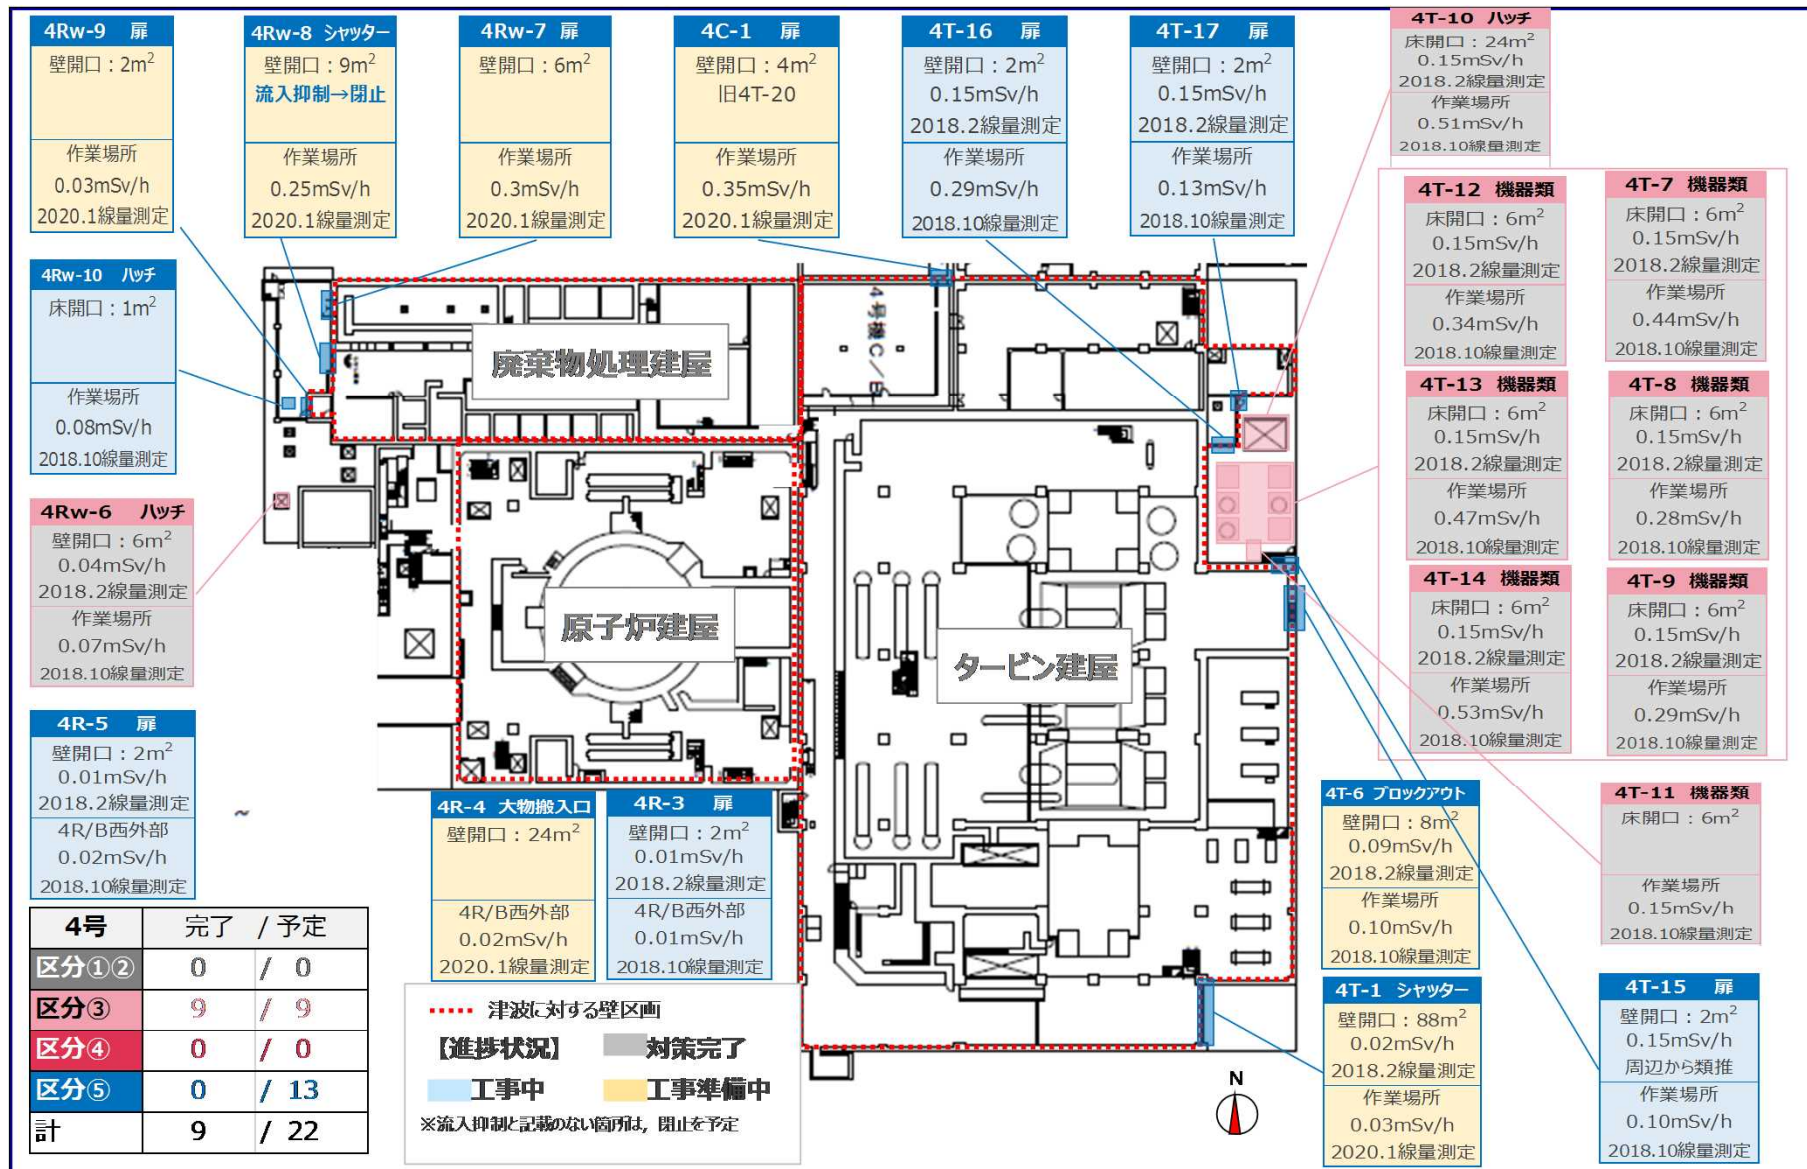 4Rw-9 扉
壁開口：2m²
作業場所
0.03mSv/h
2020.1線量測定
4Rw-8 シャッター
壁開口：9m²
流入抑制→閉止
作業場所
0.25mSv/h
2020.1線量測定
4Rw-7 扉
壁開口：6m²
作業場所
0.3mSv/h
2020.1線量測定
4C-1 扉
壁開口：4m²
旧4T-20
作業場所
0.35mSv/h
2020.1線量測定
4T-16 扉
壁開口：2m²
0.15mSv/h
2018.2線量測定
作業場所
0.29mSv/h
2018.10線量測定
4T-17 扉
壁開口：2m²
0.15mSv/h
2018.2線量測定
作業場所
0.13mSv/h
2018.10線量測定
4T-10 ハッチ
床開口：24m²
0.15mSv/h
2018.2線量測定
作業場所
0.51mSv/h
2018.10線量測定
4T-12 機器類
床開口：6m²
0.15mSv/h
2018.2線量測定
作業場所
0.34mSv/h
2018.10線量測定
4T-7 機器類
床開口：6m²
0.15mSv/h
2018.2線量測定
作業場所
0.44mSv/h
2018.10線量測定
4T-13 機器類
床開口：6m²
0.15mSv/h
2018.2線量測定
作業場所
0.47mSv/h
2018.10線量測定
4T-8 機器類
床開口：6m²
0.15mSv/h
2018.2線量測定
作業場所
0.28mSv/h
2018.10線量測定
4T-14 機器類
床開口：6m²
0.15mSv/h
2018.2線量測定
作業場所
0.53mSv/h
2018.10線量測定
4T-9 機器類
床開口：6m²
0.15mSv/h
2018.2線量測定
作業場所
0.29mSv/h
2018.10線量測定
4Rw-10 ハッチ
床開口：1m²
作業場所
0.08mSv/h
2018.10線量測定
4Rw-6 ハッチ
壁開口：6m²
0.04mSv/h
2018.2線量測定
作業場所
0.07mSv/h
2018.10線量測定
4R-5 扉
壁開口：2m²
0.01mSv/h
2018.2線量測定
4R/B西外部
0.02mSv/h
2018.10線量測定
廃棄物処理建屋
4号機C/B
原子炉建屋
タービン建屋
~
4R-4 大物搬入口
壁開口：24m²
4R/B西外部
0.02mSv/h
2020.1線量測定
4R-3 扉
壁開口：2m²
0.01mSv/h
2018.2線量測定
4R/B西外部
0.01mSv/h
2018.10線量測定
4T-6 ブロックアウト
壁開口：8m²
0.09mSv/h
2018.2線量測定
作業場所
0.10mSv/h
2018.10線量測定
4T-11 機器類
床開口：6m²
作業場所
0.15mSv/h
2018.10線量測定
4T-1 シャッター
壁開口：88m²
0.02mSv/h
2018.2線量測定
作業場所
0.03mSv/h
2020.1線量測定
4T-15 扉
壁開口：2m²
0.15mSv/h
周辺から類推
作業場所
0.10mSv/h
2018.10線量測定
4号 完了 / 予定
区分①② 0 / 0
区分③ 9 / 9
区分④ 0 / 0
区分⑤ 0 / 13
計 9 / 22
津波に対する壁区画
【進捗状況】 対策完了
工事中 工事準備中
※流入抑制と記載のない箇所は，閉止を予定
N